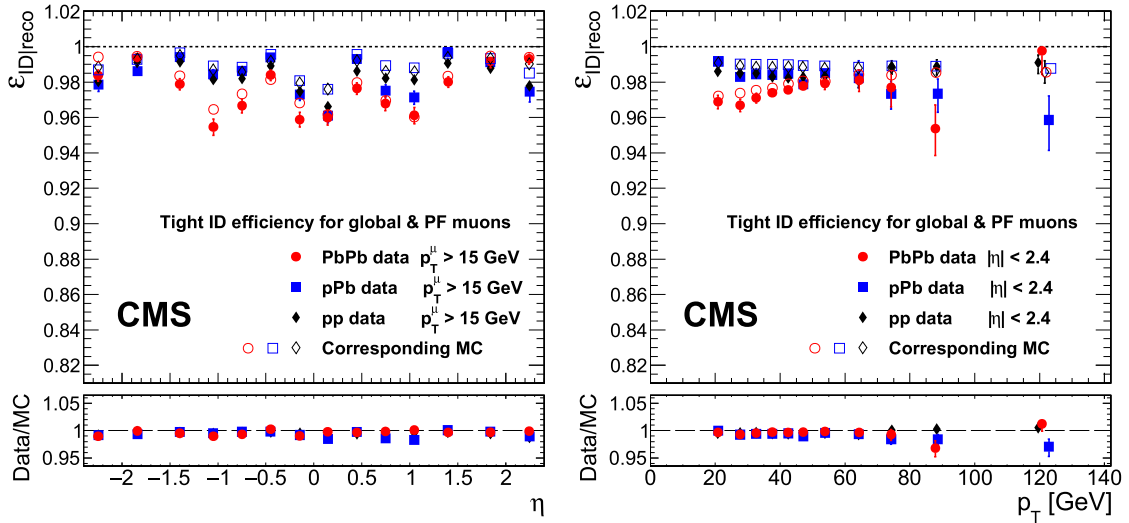 ε_ID|reco
1.02
1
0.98
0.96
0.94
0.92
0.9
0.88
0.86
0.84
0.82
Tight ID efficiency for global & PF muons
PbPb data p_T^μ > 15 GeV
pPb data p_T^μ > 15 GeV
pp data p_T^μ > 15 GeV
Corresponding MC
CMS
Data/MC
1.05
1
0.95
−2 −1.5 −1 −0.5 0 0.5 1 1.5 2
η
ε_ID|reco
1.02
1
0.98
0.96
0.94
0.92
0.9
0.88
0.86
0.84
0.82
Tight ID efficiency for global & PF muons
PbPb data |η| < 2.4
pPb data |η| < 2.4
pp data |η| < 2.4
Corresponding MC
CMS
Data/MC
1.05
1
0.95
0 20 40 60 80 100 120 140
p_T [GeV]